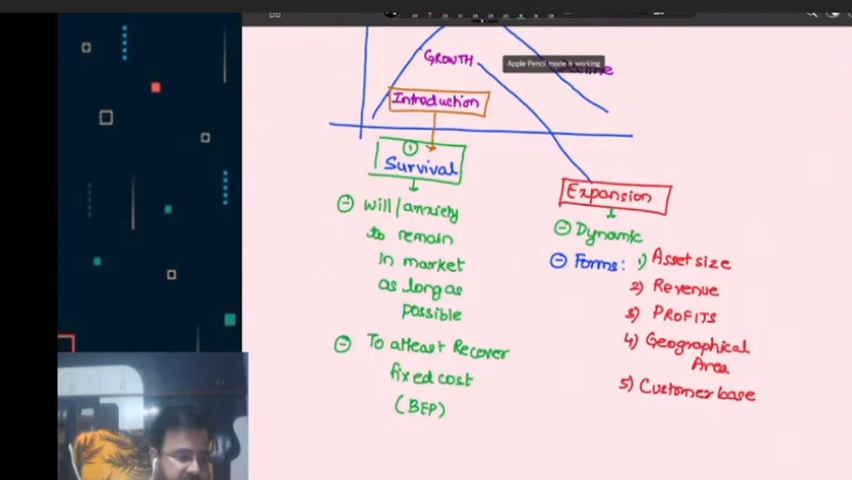 GROWTH
Apple Pencil mode is working
Introduction
①
Survival
Expansion
will/anxiety
to remain
in market
as long as
possible
To atleast Recover
fixed cost
(BEP)
Dynamic
Forms: 1) Asset size
2) Revenue
3) PROFITS
4) Geographical
Area
5) Customer base